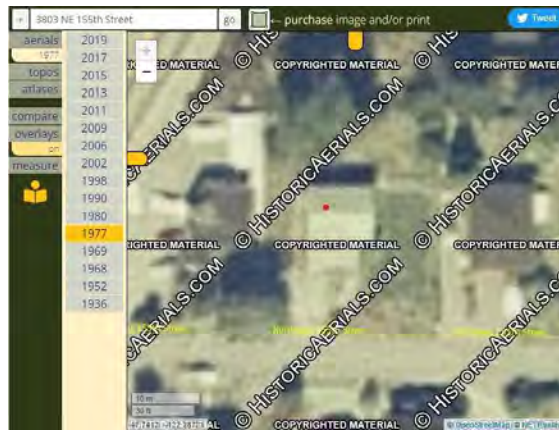 3803 NE 155th Street
go
← purchase image and/or print
Tweet
aerials
1977
topos
atlases
compare
overlays
on
measure
2019
2017
2015
2013
2011
2009
2006
2002
1998
1990
1980
1977
1969
1968
1952
1936
+
−
COPYRIGHTED MATERIAL
COPYRIGHTED MATERIAL
© HISTORICAERIALS.COM
© HISTORICAERIALS.COM
© HISTORICAERIALS.COM
COPYRIGHTED MATERIAL
COPYRIGHTED MATERIAL
© HISTORICAERIALS.COM
© HISTORICAERIALS.COM
COPYRIGHTED MATERIAL
10 m
30 ft
© OpenStreetMap, ©